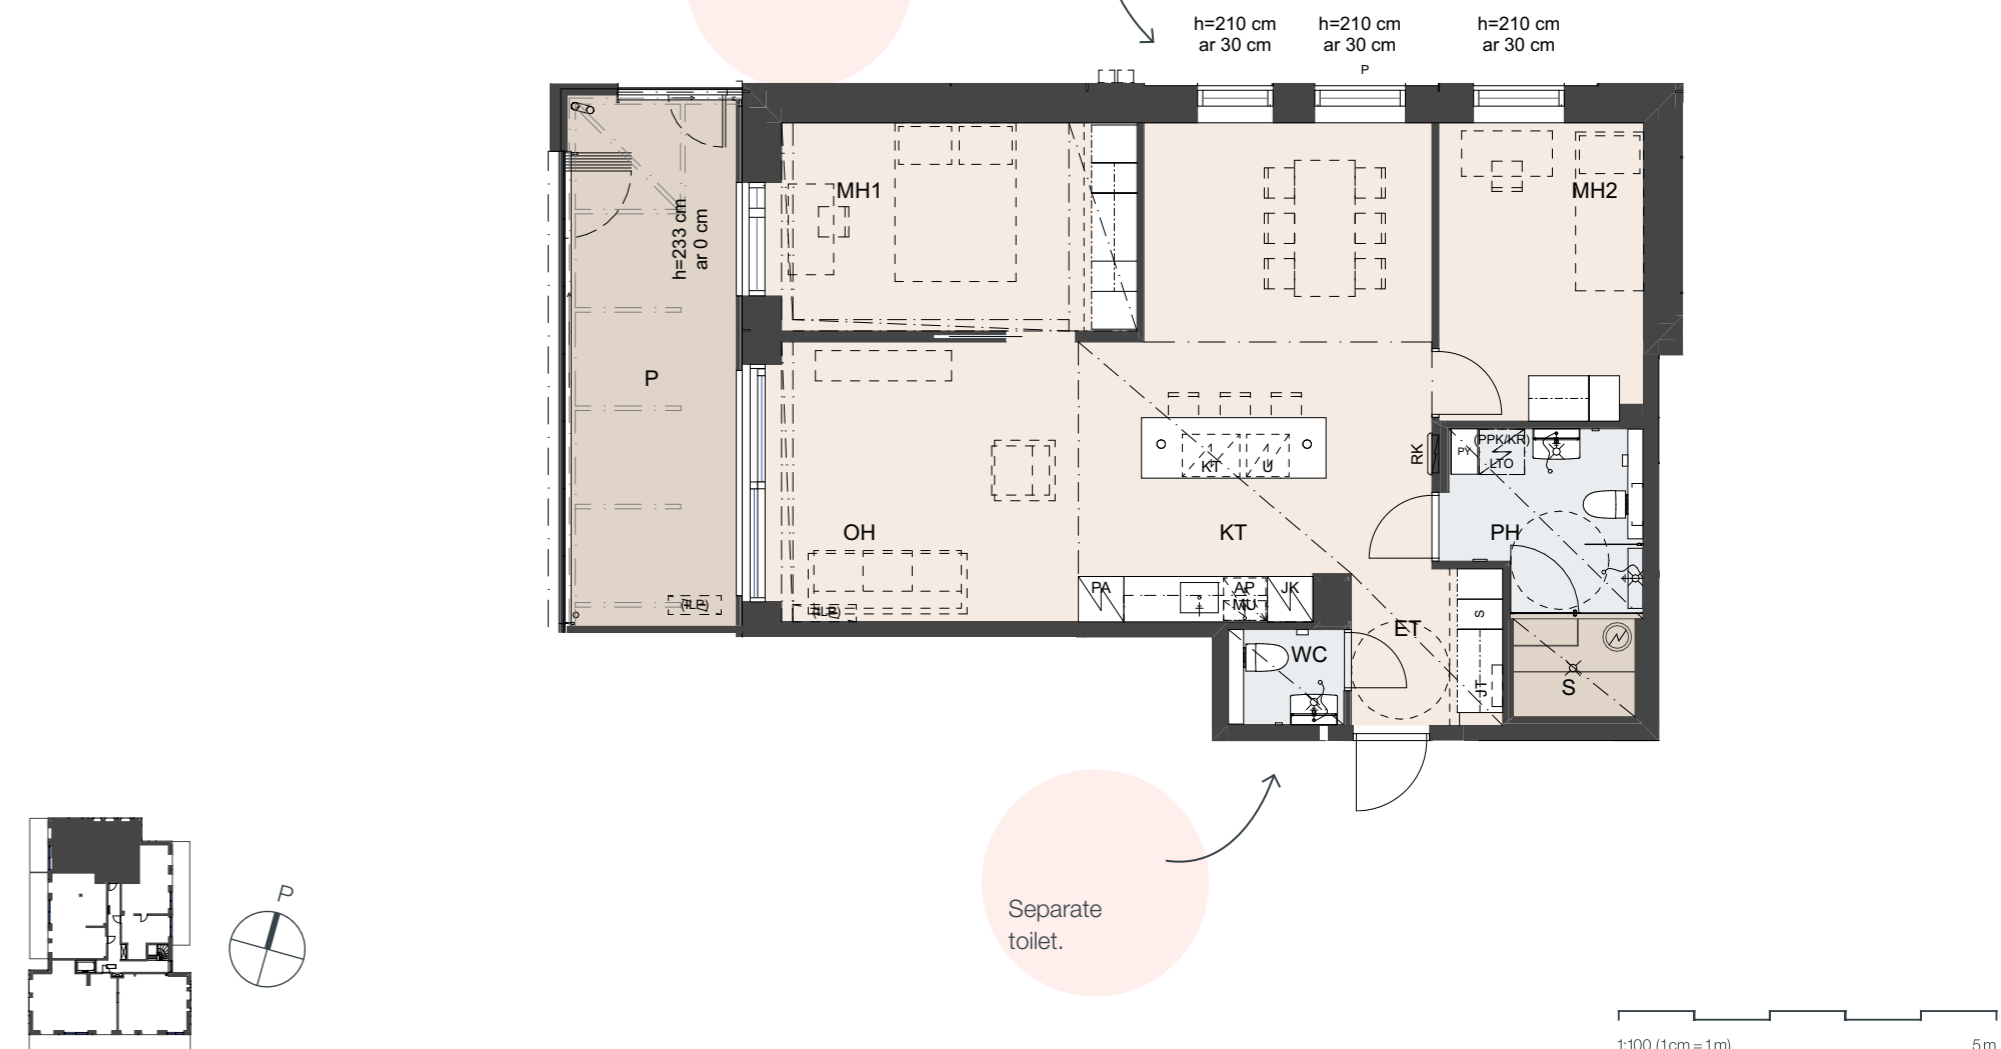 h=210 cm
ar 30 cm
h=210 cm
ar 30 cm
P
h=210 cm
ar 30 cm
MH1
MH2
h=233 cm
ar 0 cm
P
(PPK/KR)
PY
LTO
RK
KT
U
OH
KT
PH
PA
AP
MU
JK
(ILP)
(ILP)
S
ET
WC
JT
S
P
Separate
toilet.
1:100 (1cm = 1m)
5 m